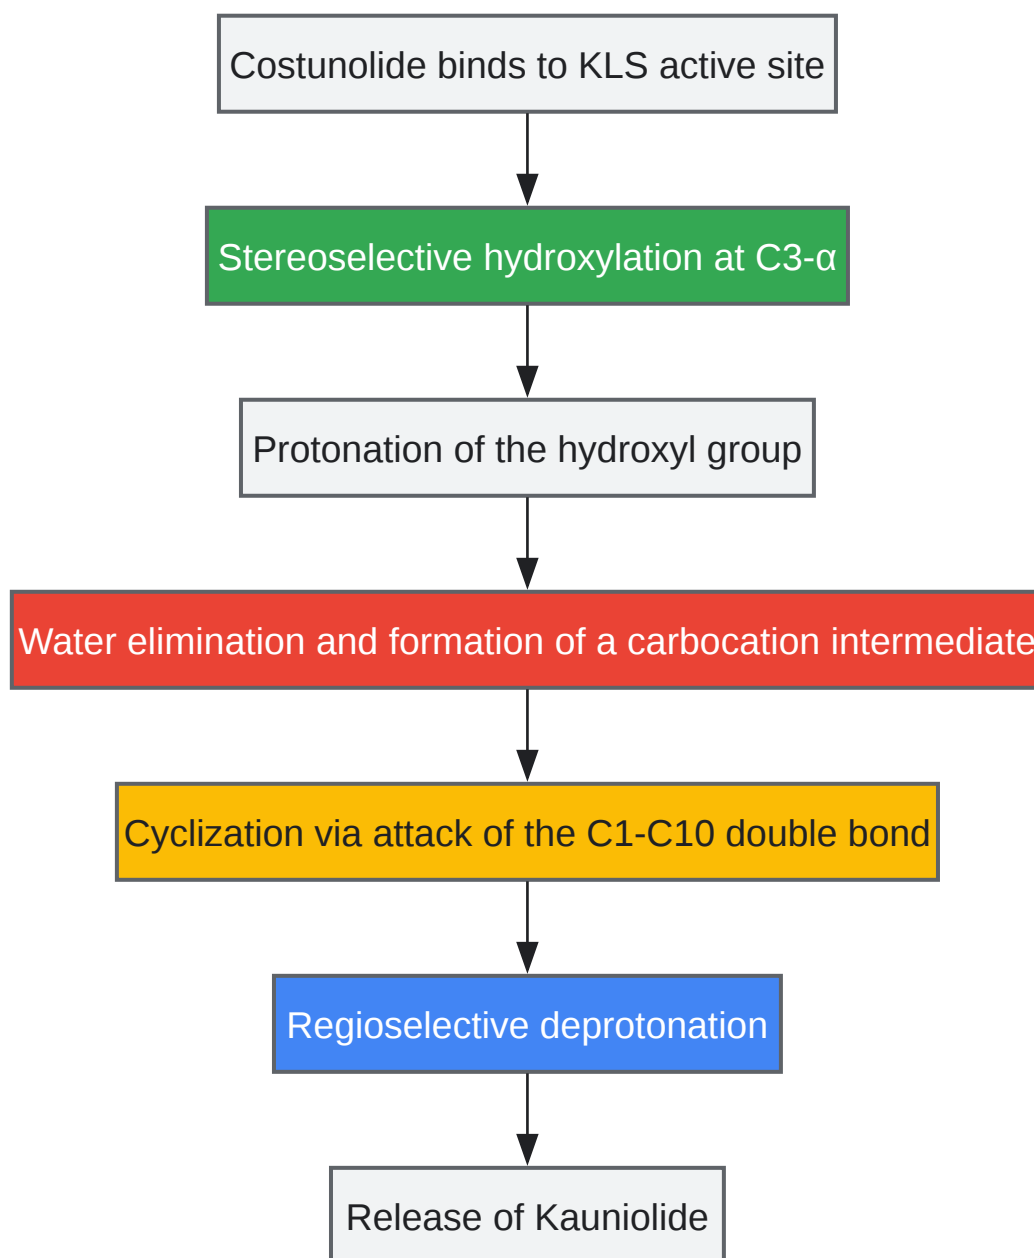 Costunolide binds to KLS active site
Stereoselective hydroxylation at C3-α
Protonation of the hydroxyl group
Water elimination and formation of a carbocation intermediate
Cyclization via attack of the C1-C10 double bond
Regioselective deprotonation
Release of Kauniolide